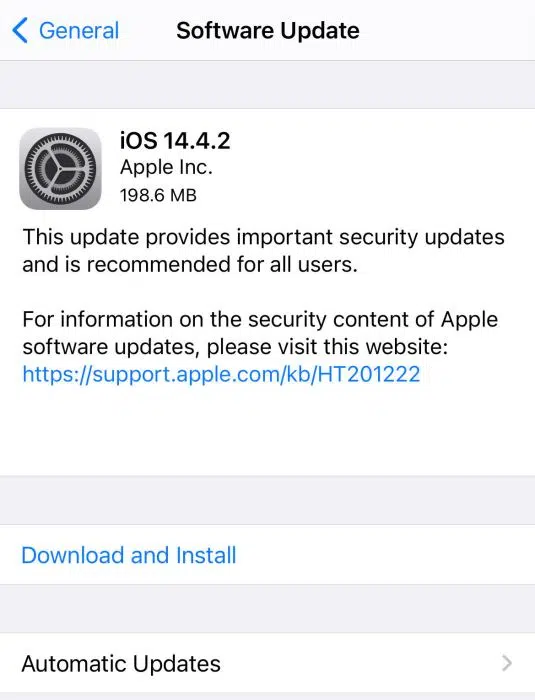 General
Software Update
iOS 14.4.2
Apple Inc.
198.6 MB
This update provides important security updates
and is recommended for all users.
For information on the security content of Apple
software updates, please visit this website:
https://support.apple.com/kb/HT201222
Download and Install
Automatic Updates